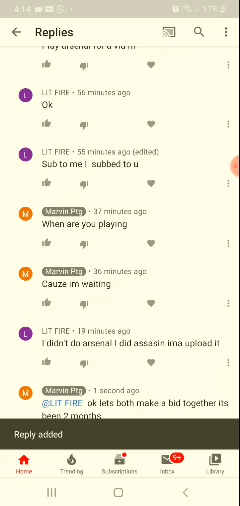 4:14
17%
Replies
Play arsenal for a vid ill
LIT FIRE • 56 minutes ago
Ok
LIT FIRE • 55 minutes ago (edited)
Sub to me I subbed to u
Marvin Ptg • 37 minutes ago
When are you playing
Marvin Ptg • 36 minutes ago
Cauze im waiting
LIT FIRE • 19 minutes ago
I didn't do arsenal I did assasin ima upload it
Marvin Ptg • 1 second ago
@LIT FIRE ok lets both make a bid together its
been 2 months
Reply added
9+
Home Trending Subscriptions Inbox Library